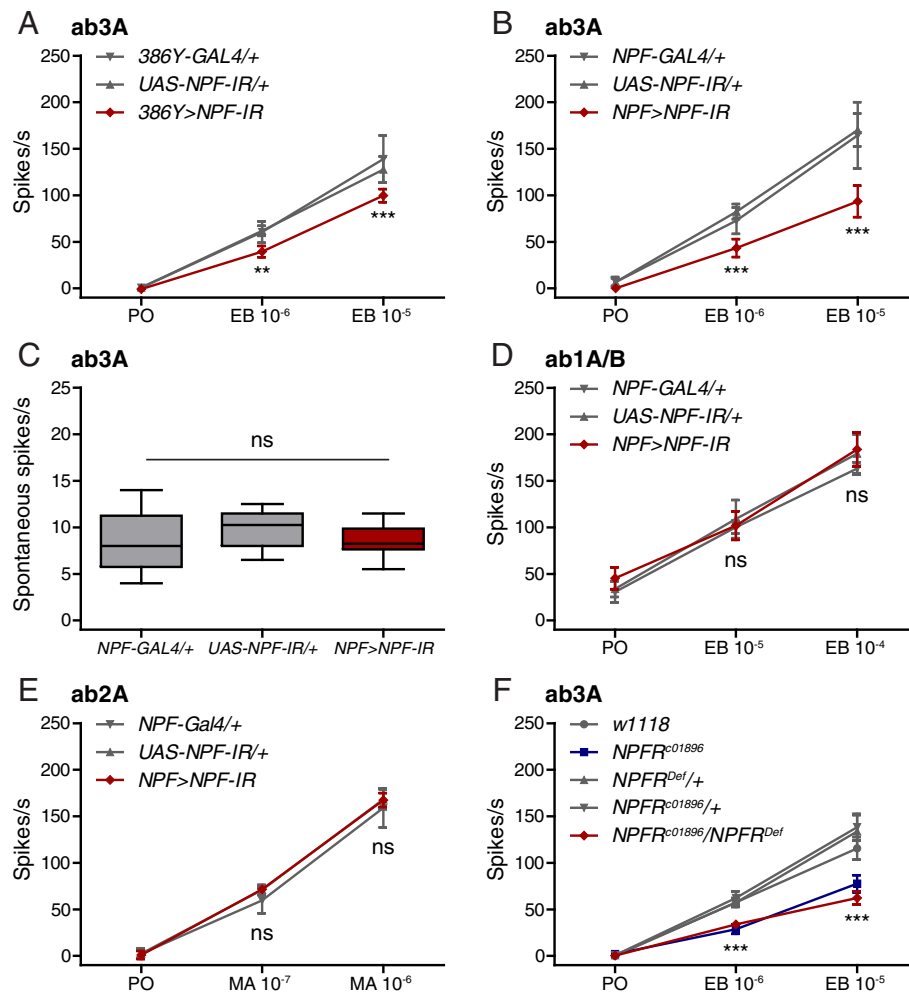 A ab3A
386Y-GAL4/+
UAS-NPF-IR/+
386Y>NPF-IR
Spikes/s
250
200
150
100
50
0
**
***
PO EB 10⁻⁶ EB 10⁻⁵
B ab3A
NPF-GAL4/+
UAS-NPF-IR/+
NPF>NPF-IR
Spikes/s
250
200
150
100
50
0
***
***
PO EB 10⁻⁶ EB 10⁻⁵
C ab3A
Spontaneous spikes/s
25
20
15
10
5
0
ns
NPF-GAL4/+ UAS-NPF-IR/+ NPF>NPF-IR
D ab1A/B
NPF-GAL4/+
UAS-NPF-IR/+
NPF>NPF-IR
Spikes/s
250
200
150
100
50
0
ns
ns
PO EB 10⁻⁵ EB 10⁻⁴
E ab2A
NPF-Gal4/+
UAS-NPF-IR/+
NPF>NPF-IR
Spikes/s
250
200
150
100
50
0
ns
ns
PO MA 10⁻⁷ MA 10⁻⁶
F ab3A
w1118
NPFRᶜ⁰¹⁸⁹⁶
NPFRᴰᵉᶠ/+
NPFRᶜ⁰¹⁸⁹⁶/+
NPFRᶜ⁰¹⁸⁹⁶/NPFRᴰᵉᶠ
Spikes/s
250
200
150
100
50
0
***
***
PO EB 10⁻⁶ EB 10⁻⁵